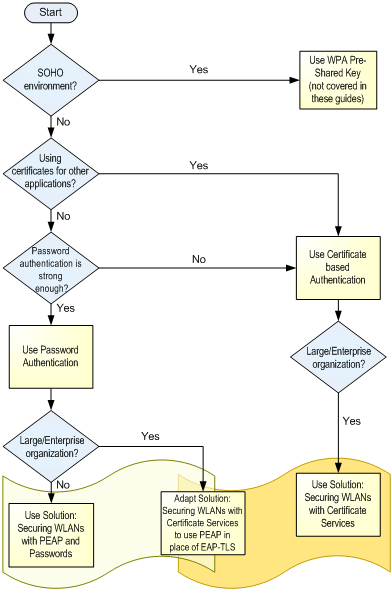 Start
SOHO
environment?
Yes
Use WPA Pre-
Shared Key
(not covered in
these guides)
No
Using
certificates for other
applications?
Yes
No
Password
authentication is
strong
enough?
No
Use Certificate
based
Authentication
Yes
Use Password
Authentication
Large/Enterprise
organization?
Yes
Large/Enterprise
organization?
Yes
No
Use Solution:
Securing WLANs
with PEAP and
Passwords
Adapt Solution:
Securing WLANs with
Certificate Services
to use PEAP in
place of EAP-TLS
Use Solution:
Securing WLANs
with Certificate
Services